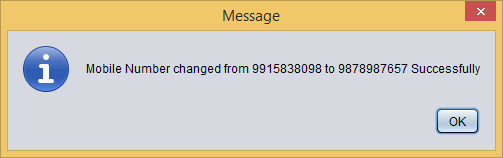 Message
Mobile Number changed from 9915838098 to 9878987657 Successfully
OK